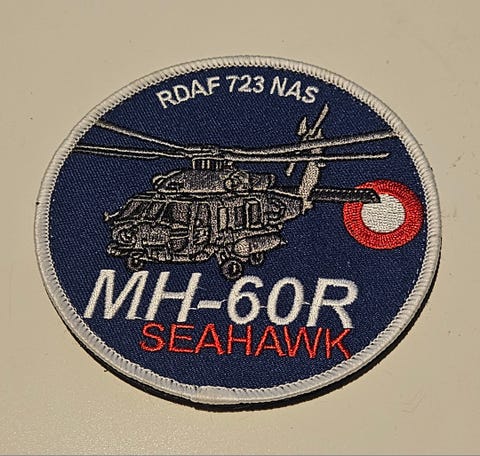 RDAF 723 NAS
MH-60R
SEAHAWK